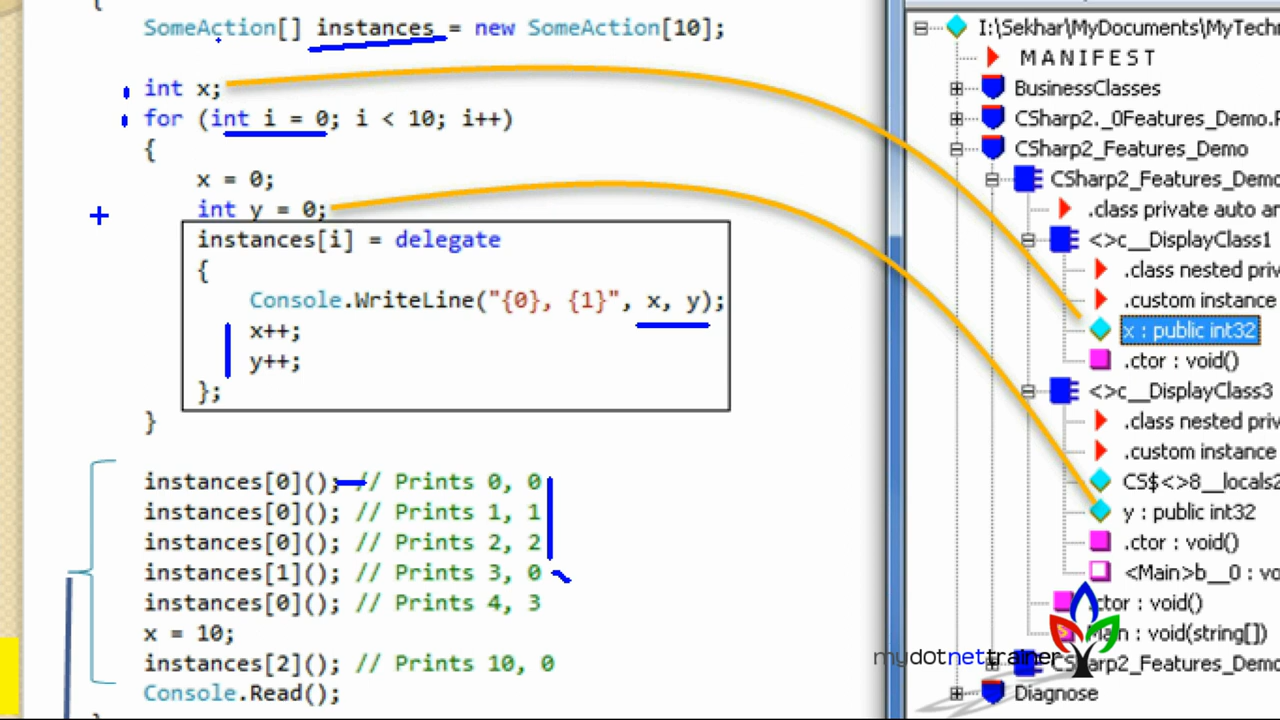 {
SomeAction[] instances = new SomeAction[10];
int x;
for (int i = 0; i < 10; i++)
{
x = 0;
int y = 0;
instances[i] = delegate
{
Console.WriteLine("{0}, {1}", x, y);
x++;
y++;
};
}
instances[0](); // Prints 0, 0
instances[0](); // Prints 1, 1
instances[0](); // Prints 2, 2
instances[1](); // Prints 3, 0
instances[0](); // Prints 4, 3
x = 10;
instances[2](); // Prints 10, 0
Console.Read();
I:\Sekhar\MyDocuments\MyTechn
MANIFEST
BusinessClasses
CSharp2._0Features_Demo.P
CSharp2_Features_Demo
CSharp2_Features_Demo
.class private auto an
<>c__DisplayClass1
.class nested priv
.custom instance
x : public int32
.ctor : void()
<>c__DisplayClass3
.class nested priv
.custom instance
CS$<>8__locals2
y : public int32
.ctor : void()
<Main>b__0 : vo
.ctor : void()
Main : void(string[])
CSharp2_Features_Demo
Diagnose
mydotnettrainer